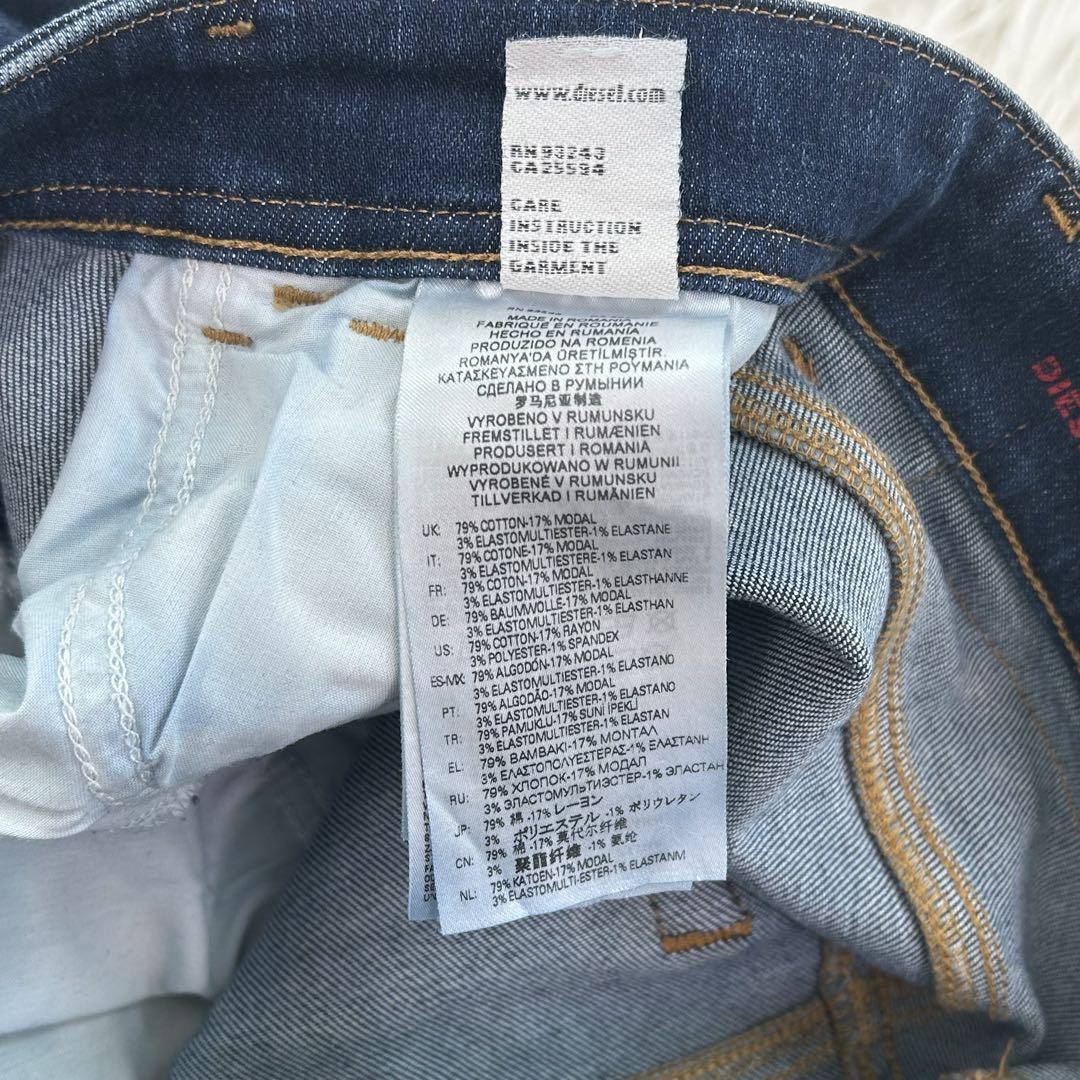 www.diesel.com
RN 93243
CA 25594
CARE
INSTRUCTION
INSIDE THE
GARMENT
MADE IN ROMANIA
FABRIQUE EN ROUMANIE
HECHO EN RUMANÍA
PRODUZIDO NA ROMENIA
ROMANYA'DA ÜRETILMIŞTIR.
ΚΑΤΑΣΚΕΥΑΣΜΕΝΟ ΣΤΗ ΡΟΥΜΑΝΙΑ
СДЕЛАНО В РУМЫНИИ
罗马尼亚制造
VYROBENO V RUMUNSKU
FREMSTILLET I RUMÆNIEN
PRODUSERT I ROMANIA
WYPRODUKOWANO W RUMUNII
VYROBENÉ V RUMUNSKU
TILLVERKAD I RUMÄNIEN
UK: 79% COTTON-17% MODAL
3% ELASTOMULTIESTER-1% ELASTANE
IT: 79% COTONE-17% MODAL
3% ELASTOMULTIESTERE-1% ELASTAN
FR: 79% COTON-17% MODAL
3% ELASTOMULTIESTER-1% ELASTHANNE
DE: 79% BAUMWOLLE-17% MODAL
3% ELASTOMULTIESTER-1% ELASTHAN
US: 79% COTTON-17% RAYON
3% POLYESTER-1% SPANDEX
ES-MX: 79% ALGODÓN-17% MODAL
3% ELASTOMULTIESTER-1% ELASTANO
PT: 79% ALGODÃO-17% MODAL
3% ELASTOMULTIESTER-1% ELASTANO
TR: 79% PAMUKLU-17% SUNİ İPEKLİ
3% ELASTOMULTIESTER-1% ELASTAN
EL: 79% ΒΑΜΒΑΚΙ-17% ΜΟΝΤΑΛ
3% ΕΛΑΣΤΟΠΟΛΥΕΣΤΕΡΑΣ-1% ΕΛΑΣΤΑΝΗ
RU: 79% ХЛОПОК-17% МОДАЛ
3% ЭЛАСТОМУЛЬТИЭСТЕР-1% ЭЛАСТАН
JP: 79% 綿 -17% レーヨン
3% ポリエステル -1% ポリウレタン
CN: 79% 棉 -17% 莫代尔纤维
3% 聚酯纤维 -1% 氨纶
NL: 79% KATOEN-17% MODAL
3% ELASTOMULTI-ESTER-1% ELASTANM